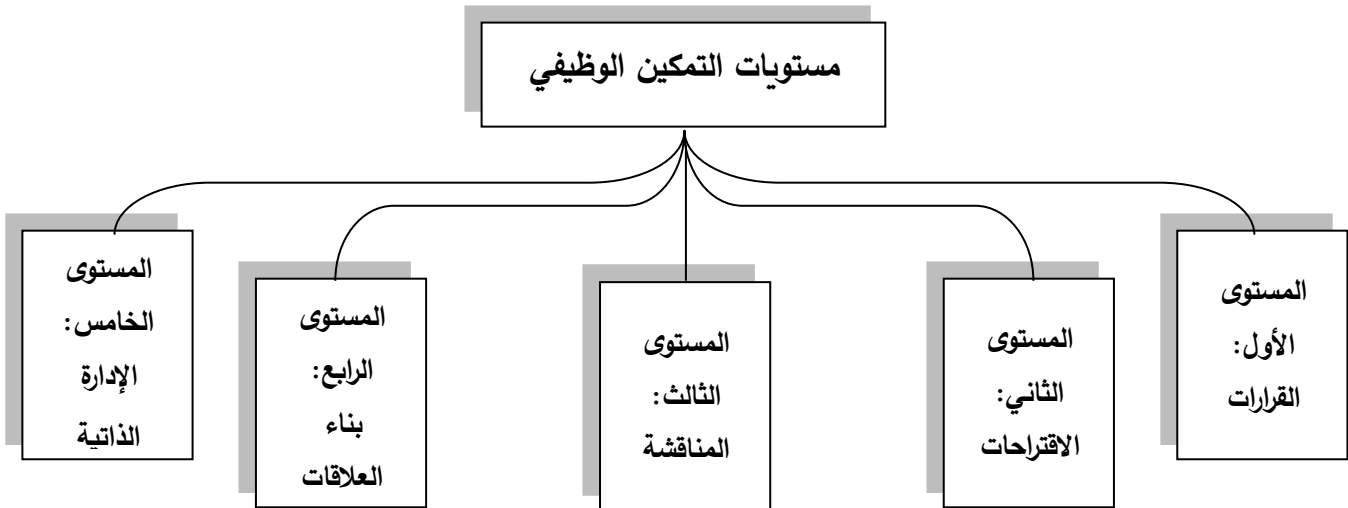 مستويات التمكين الوظيفي
المستوى
الأول:
القرارات
المستوى
الثاني:
الاقتراحات
المستوى
الثالث:
المناقشة
المستوى
الرابع:
بناء
العلاقات
المستوى
الخامس:
الإدارة
الذاتية